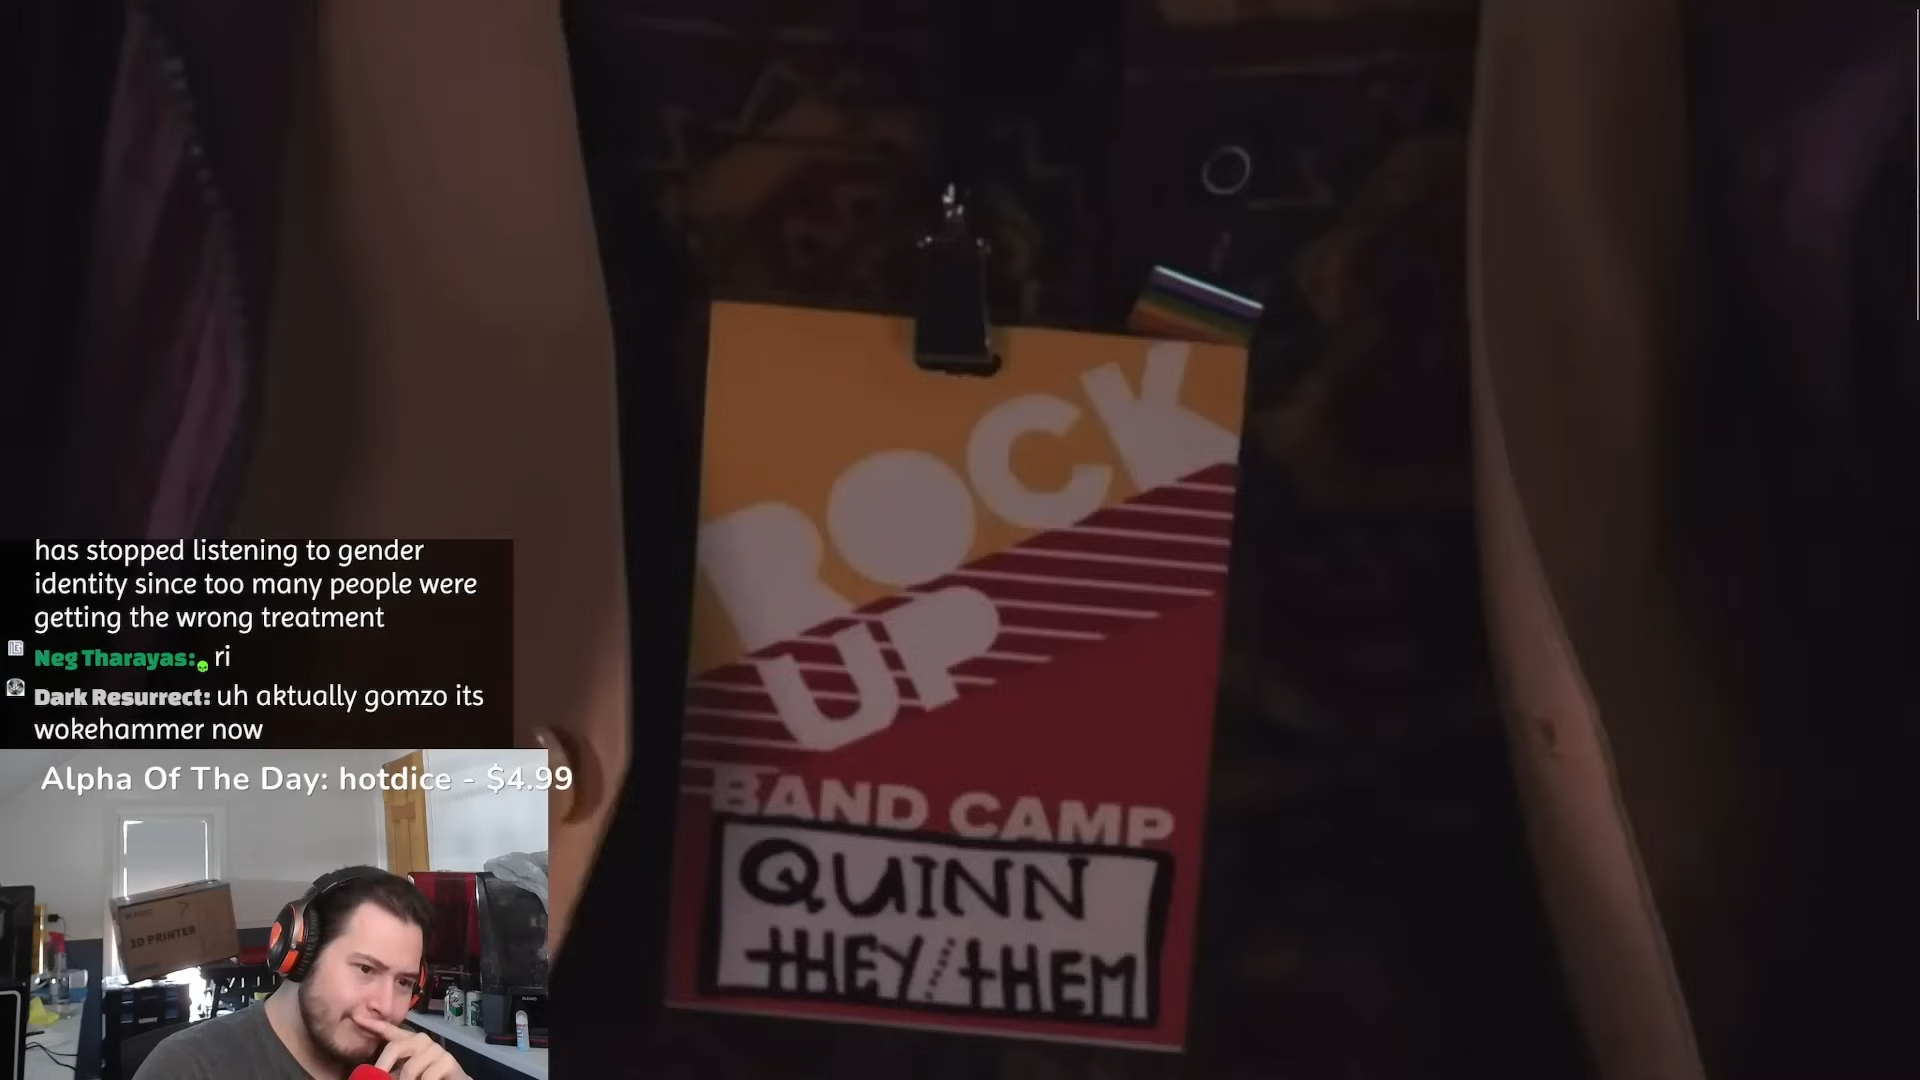 has stopped listening to gender
identity since too many people were
getting the wrong treatment
Neg Tharayas: ri
Dark Resurrect: uh aktually gomzo its
wokehammer now
Alpha Of The Day: hotdice - $4.99
3D PRINTER
ROCK
UP
BAND CAMP
QUINN
THEY/THEM